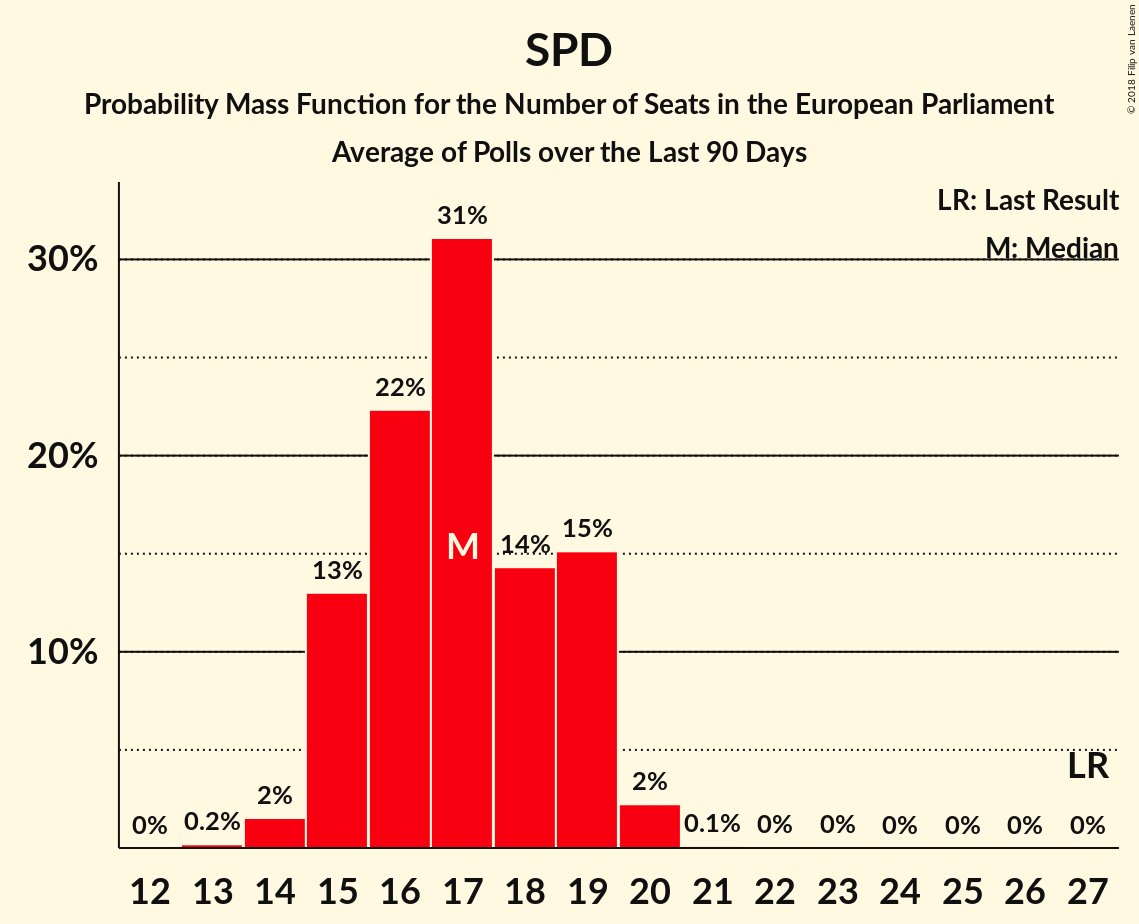 SPD
Probability Mass Function for the Number of Seats in the European Parliament
Average of Polls over the Last 90 Days
© 2018 Filip van Laenen
LR: Last Result
M: Median
30%
20%
10%
0%
0.2%
2%
13%
22%
31%
M
14%
15%
2%
0.1%
0%
0%
0%
0%
0%
0%
LR
12 13 14 15 16 17 18 19 20 21 22 23 24 25 26 27